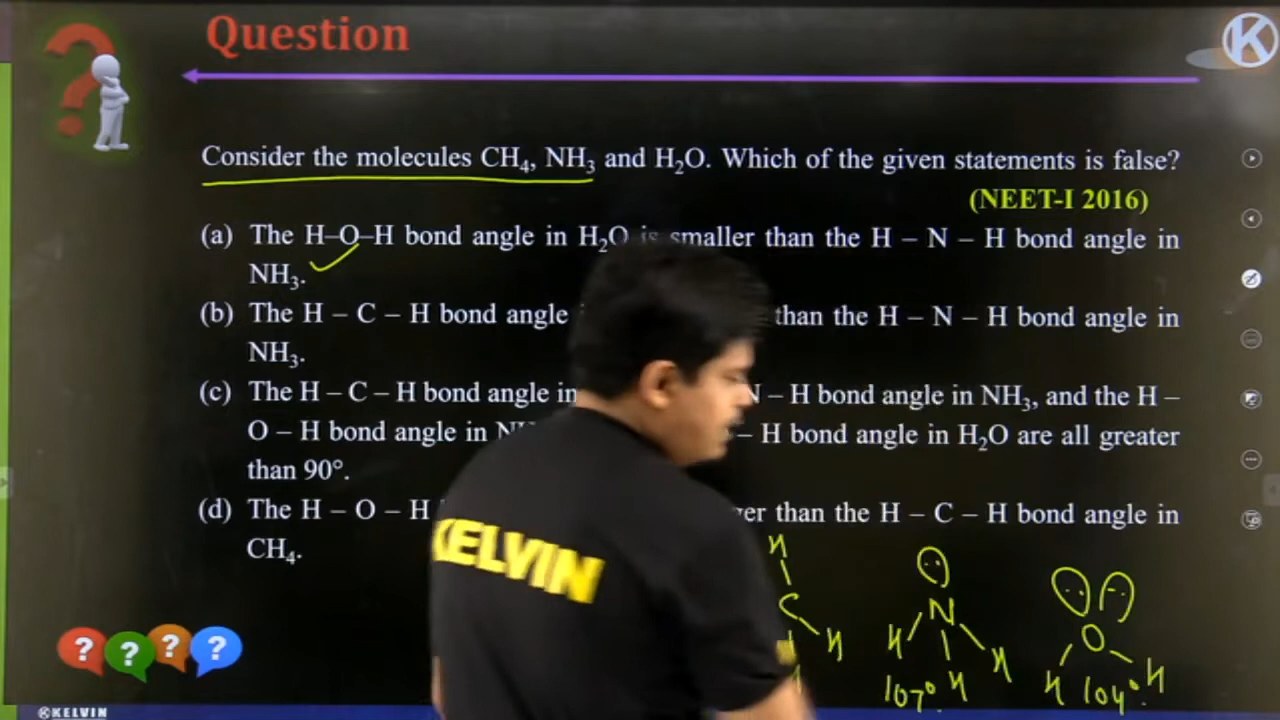 Question
K
Consider the molecules CH₄, NH₃ and H₂O. Which of the given statements is false?
(NEET-I 2016)
(a) The H–O–H bond angle in H₂O is smaller than the H – N – H bond angle in
NH₃.
(b) The H – C – H bond angle than the H – N – H bond angle in
NH₃.
(c) The H – C – H bond angle in – H bond angle in NH₃, and the H –
O – H bond angle in – H bond angle in H₂O are all greater
than 90°.
(d) The H – O – H than the H – C – H bond angle in
CH₄.
KELVIN
H
C
H
N
H
H
H
107°
O
H
H
104°
? ? ? ?
KELVIN